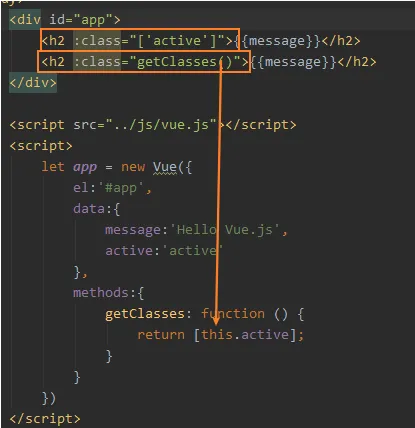 <div id="app">
<h2 :class="['active']">{{message}}</h2>
<h2 :class="getClasses()">{{message}}</h2>
</div>
<script src="../js/vue.js"></script>
<script>
let app = new Vue({
el:'#app',
data:{
message:'Hello Vue.js',
active:'active'
},
methods:{
getClasses: function () {
return [this.active];
}
}
})
</script>